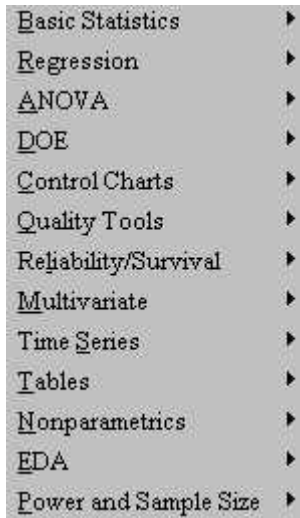 Basic Statistics
Regression
ANOVA
DOE
Control Charts
Quality Tools
Reliability/Survival
Multivariate
Time Series
Tables
Nonparametrics
EDA
Power and Sample Size